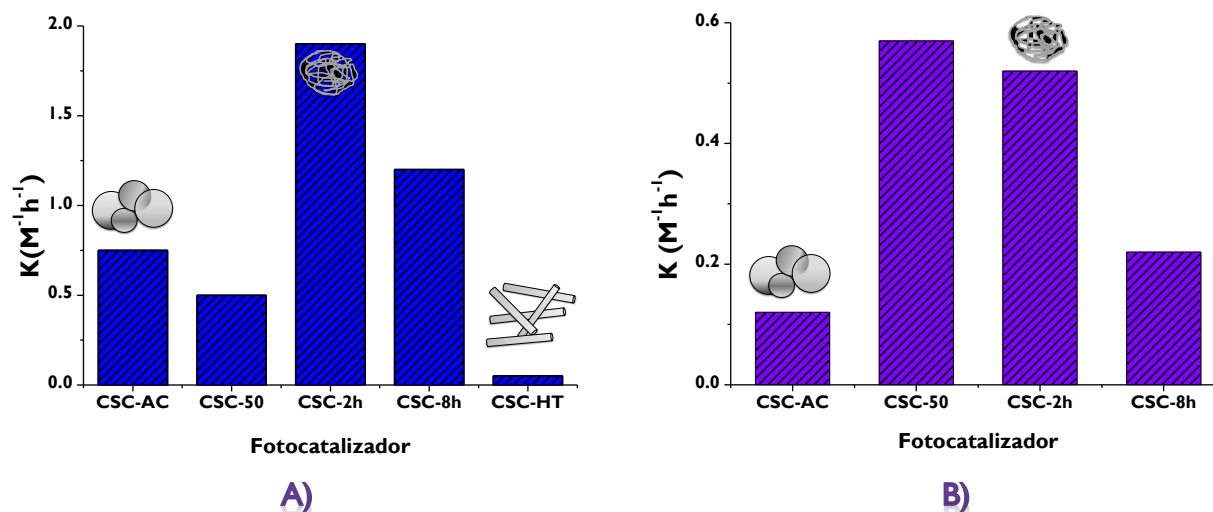 2.0
1.5
1.0
0.5
0.0
K(M⁻¹h⁻¹)
CSC-AC CSC-50 CSC-2h CSC-8h CSC-HT
Fotocatalizador
A)
0.6
0.4
0.2
0.0
K (M⁻¹h⁻¹)
CSC-AC CSC-50 CSC-2h CSC-8h
Fotocatalizador
B)